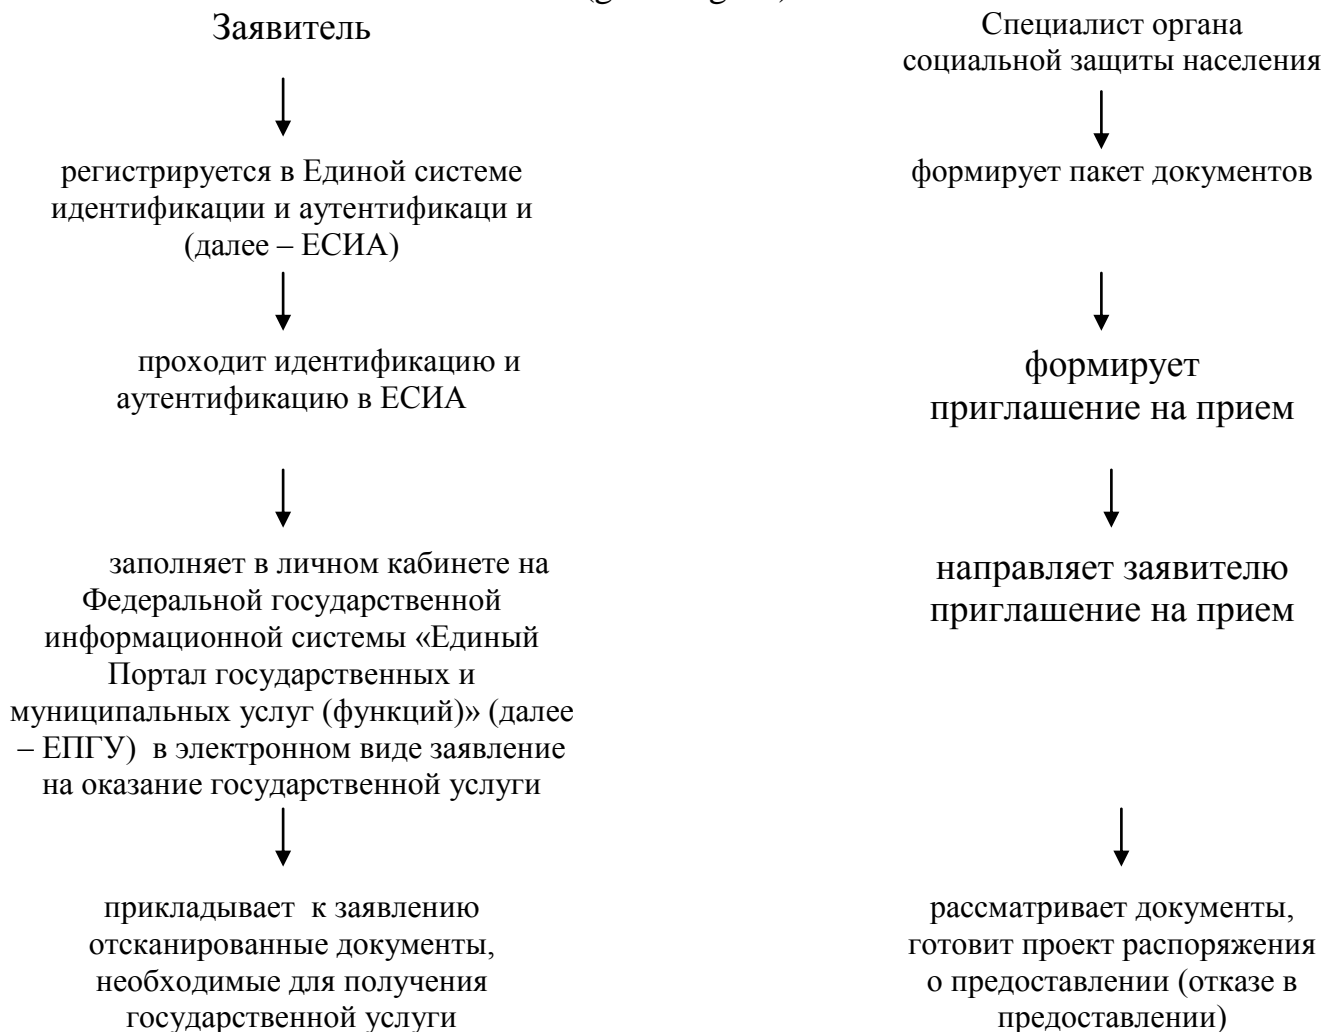 Заявитель
регистрируется в Единой системе
идентификации и аутентификаци и
(далее – ЕСИА)
проходит идентификацию и
аутентификацию в ЕСИА
заполняет в личном кабинете на
Федеральной государственной
информационной системы «Единый
Портал государственных и
муниципальных услуг (функций)» (далее
– ЕПГУ) в электронном виде заявление
на оказание государственной услуги
прикладывает к заявлению
отсканированные документы,
необходимые для получения
государственной услуги
Специалист органа
социальной защиты населения
формирует пакет документов
формирует
приглашение на прием
направляет заявителю
приглашение на прием
рассматривает документы,
готовит проект распоряжения
о предоставлении (отказе в
предоставлении)